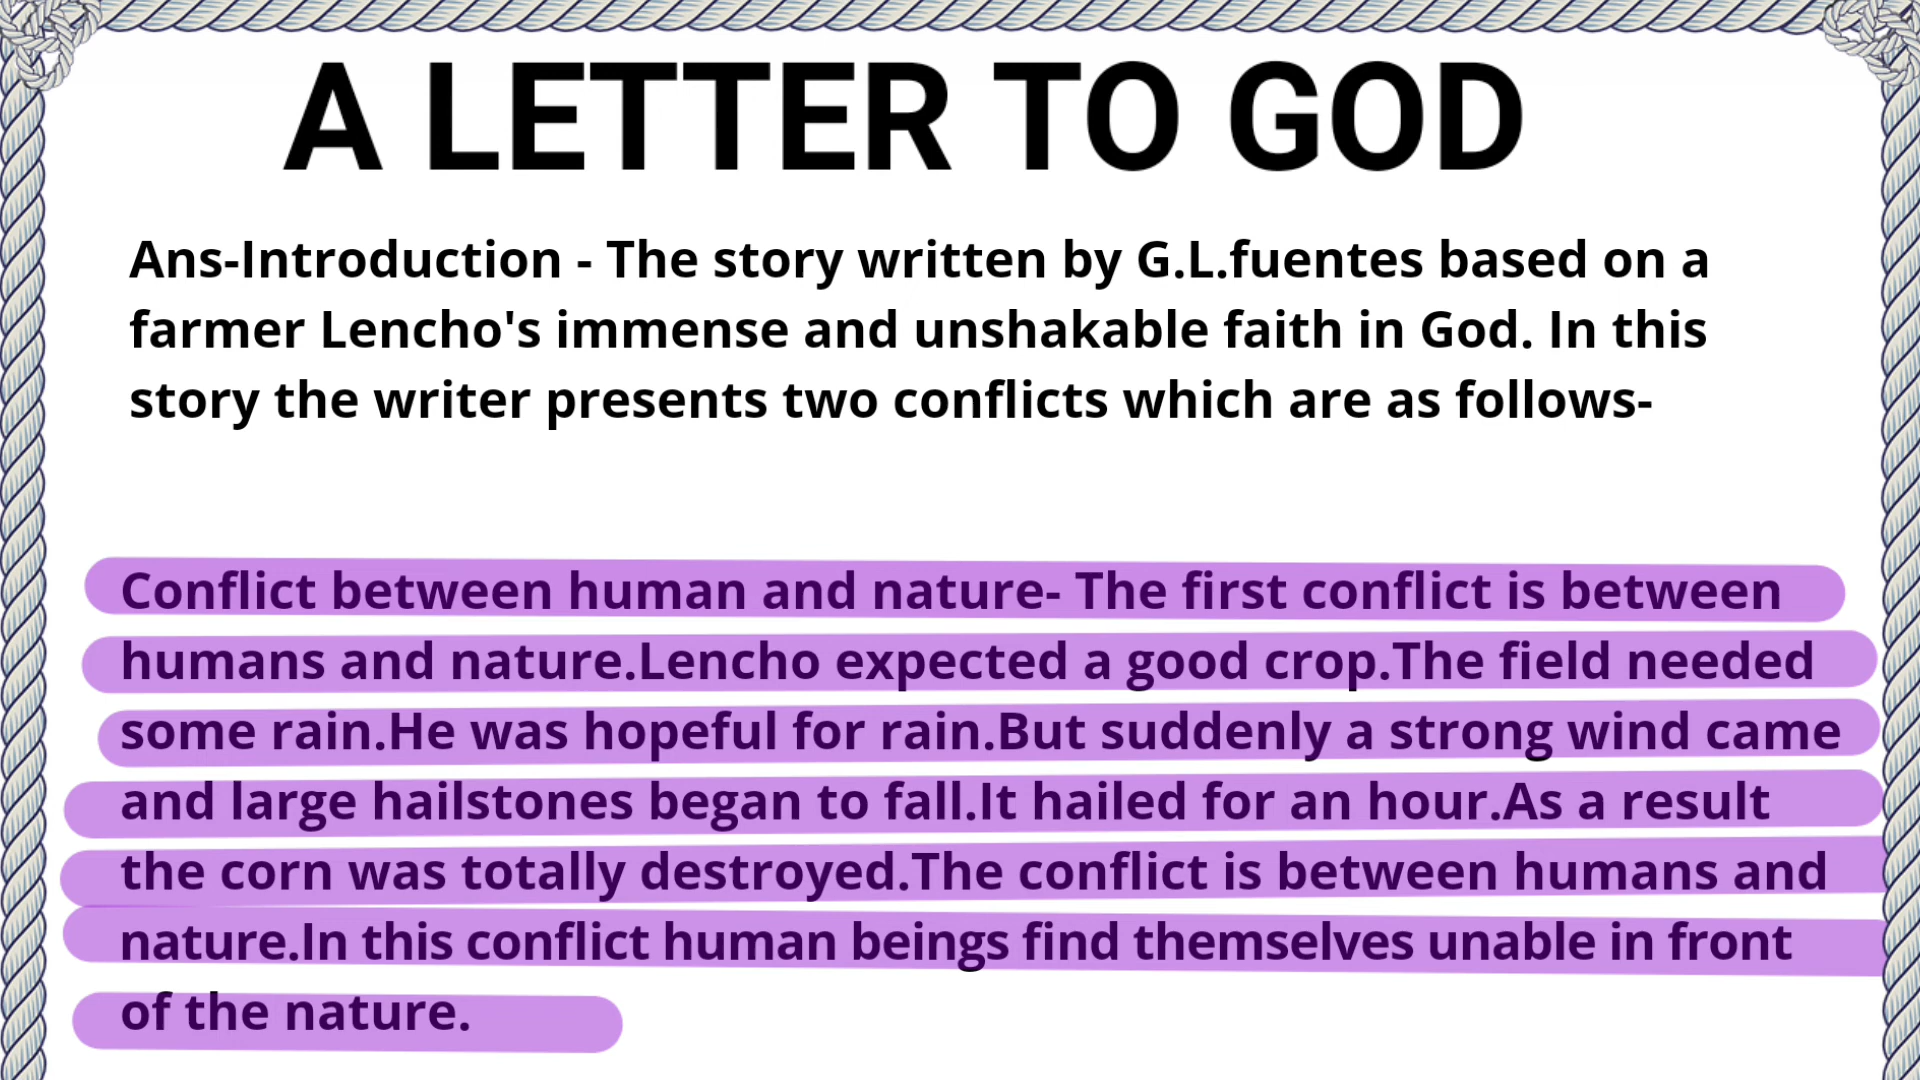 A LETTER TO GOD
Ans-Introduction - The story written by G.L.fuentes based on a
farmer Lencho's immense and unshakable faith in God. In this
story the writer presents two conflicts which are as follows-
Conflict between human and nature- The first conflict is between
humans and nature.Lencho expected a good crop.The field needed
some rain.He was hopeful for rain.But suddenly a strong wind came
and large hailstones began to fall.It hailed for an hour.As a result
the corn was totally destroyed.The conflict is between humans and
nature.In this conflict human beings find themselves unable in front
of the nature.